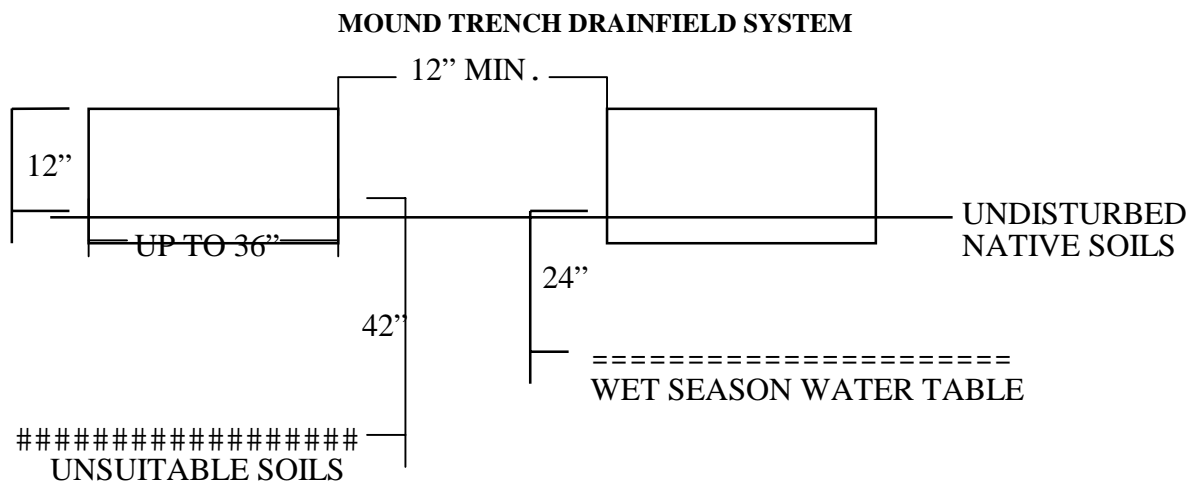 MOUND TRENCH DRAINFIELD SYSTEM
12” MIN.
12”
UNDISTURBED
NATIVE SOILS
UP TO 36”
24”
42”
======================
WET SEASON WATER TABLE
##################
UNSUITABLE SOILS